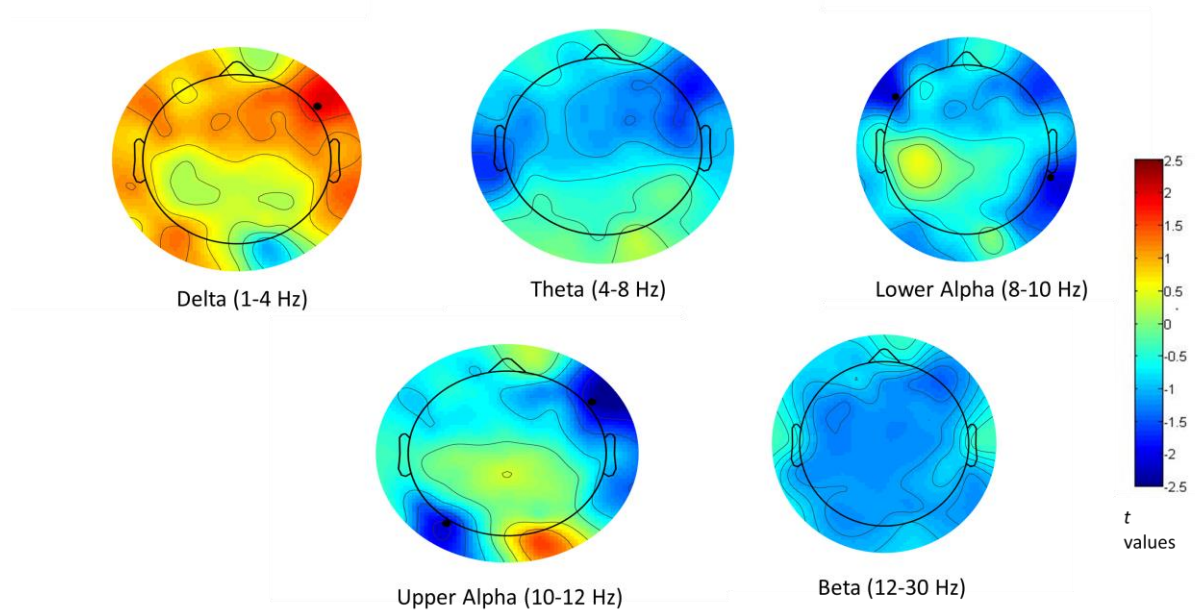 Delta (1-4 Hz)
Theta (4-8 Hz)
Lower Alpha (8-10 Hz)
2.5
2
1.5
1
0.5
0
-0.5
-1
-1.5
-2
-2.5
t
values
Upper Alpha (10-12 Hz)
Beta (12-30 Hz)